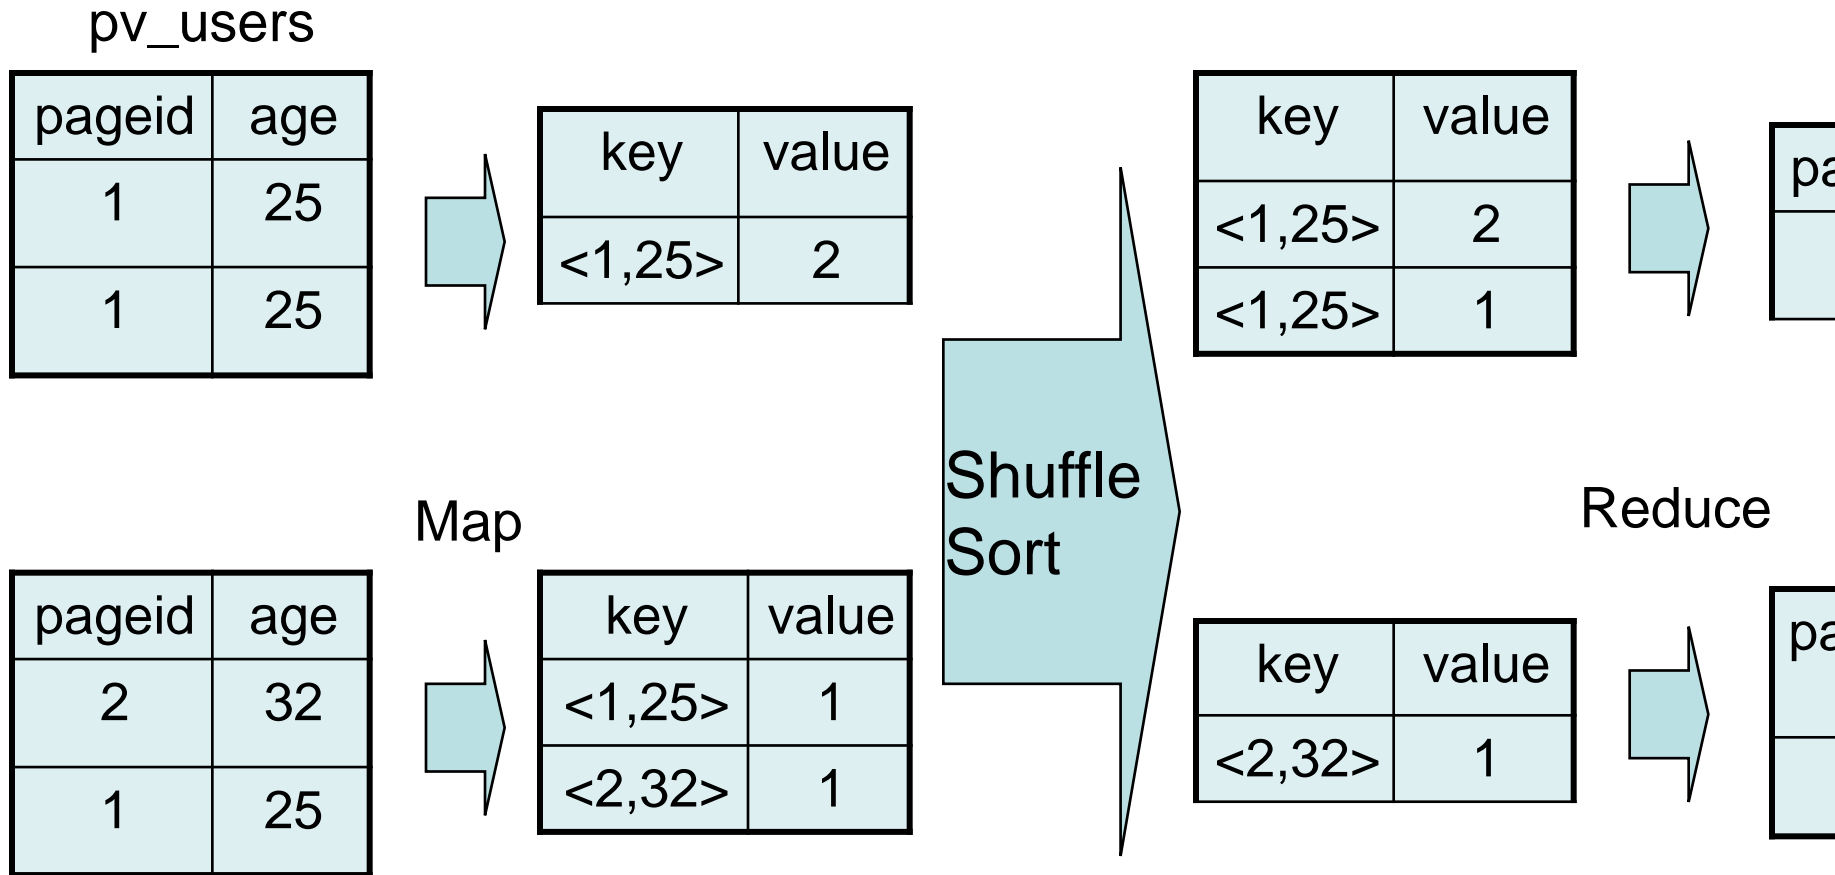 pv_users
pageid age
1 25
1 25
key value
<1,25> 2
key value
<1,25> 2
<1,25> 1
Map
Shuffle
Sort
Reduce
pageid age
2 32
1 25
key value
<1,25> 1
<2,32> 1
key value
<2,32> 1